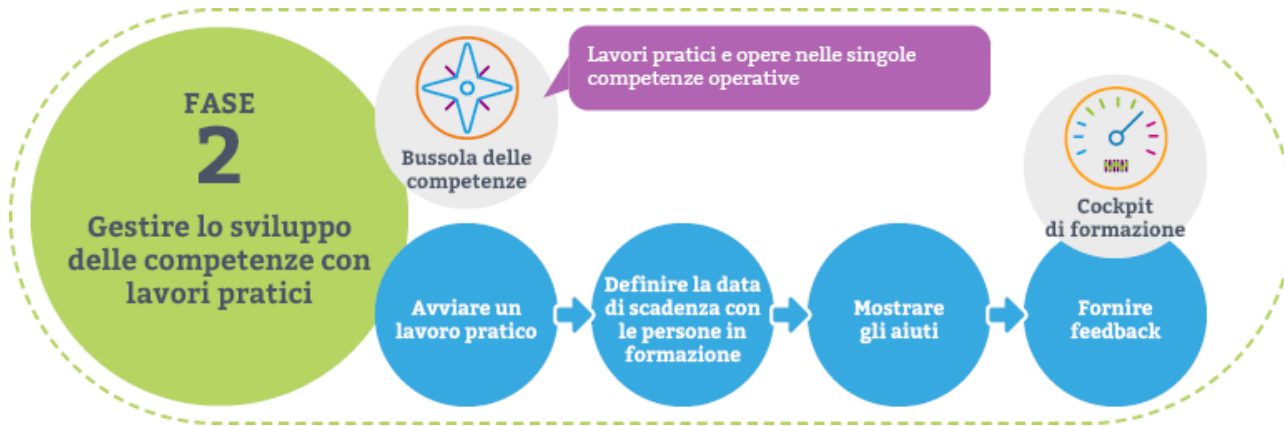 FASE
2
Gestire lo sviluppo
delle competenze con
lavori pratici
Bussola delle
competenze
Lavori pratici e opere nelle singole
competenze operative
Cockpit
di formazione
Avviare un
lavoro pratico
Definire la data
di scadenza con
le persone in
formazione
Mostrare
gli aiuti
Fornire
feedback